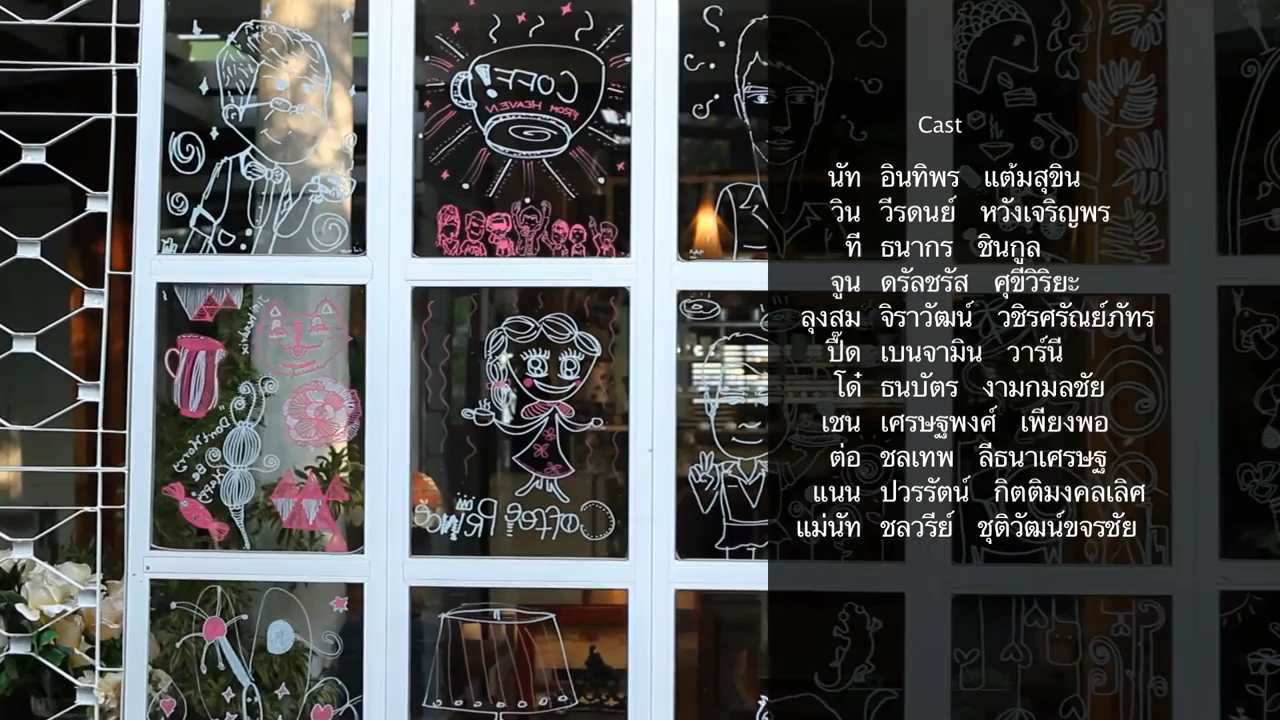 COFF !
FROM HEAVEN
Cast
นัท อินทิพร แต้มสุขิน
วิน วีรดนย์ หวังเจริญพร
ที ธนากร ชินกูล
จูน ดรัลชรัส ศุขีวิริยะ
ลุงสม จิราวัฒน์ วชิรศรัณย์ภัทร
ปี๊ด เบนจามิน วาร์นี
โด๋ ธนบัตร งามกมลชัย
เชน เศรษฐพงศ์ เพียงพอ
ต่อ ชลเทพ ลีธนาเศรษฐ
แนน ปวรรัตน์ กิตติมงคลเลิศ
แม่นัท ชลวรีย์ ชุติวัฒน์ขจรชัย
Don't Worry
Be
Happy
Coffee Prince